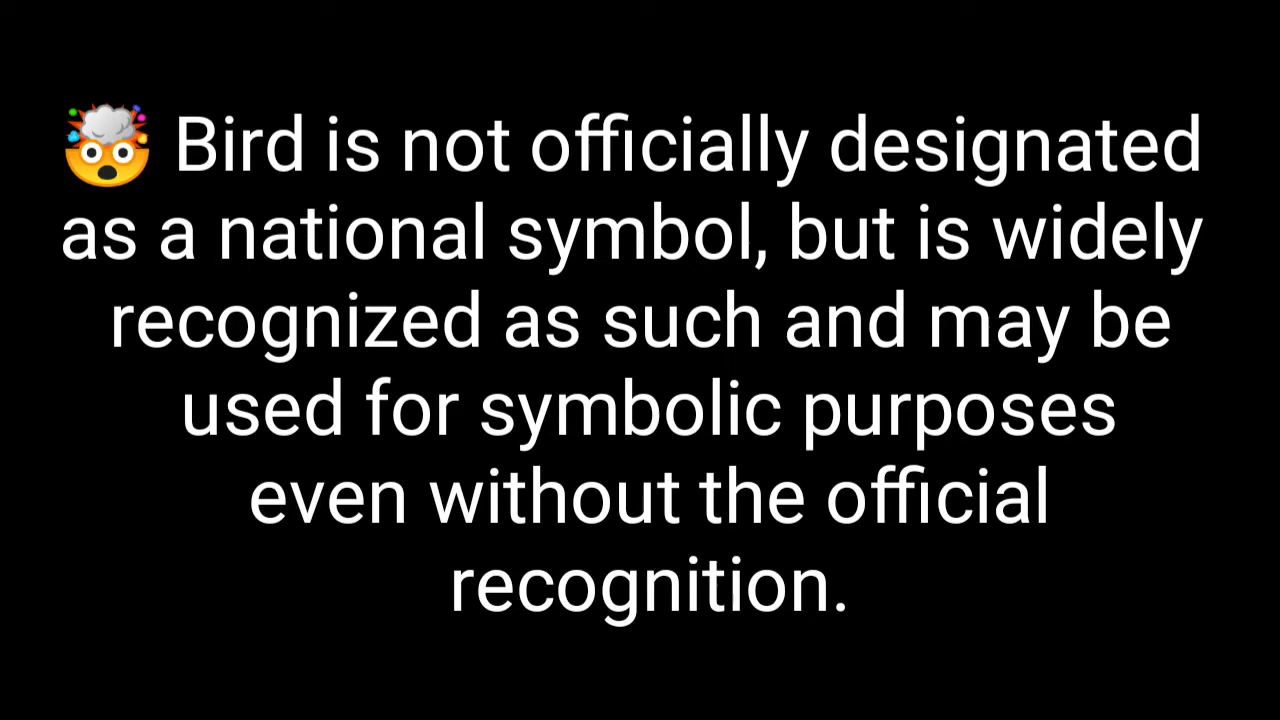 🤯 Bird is not officially designated
as a national symbol, but is widely
recognized as such and may be
used for symbolic purposes
even without the official
recognition.